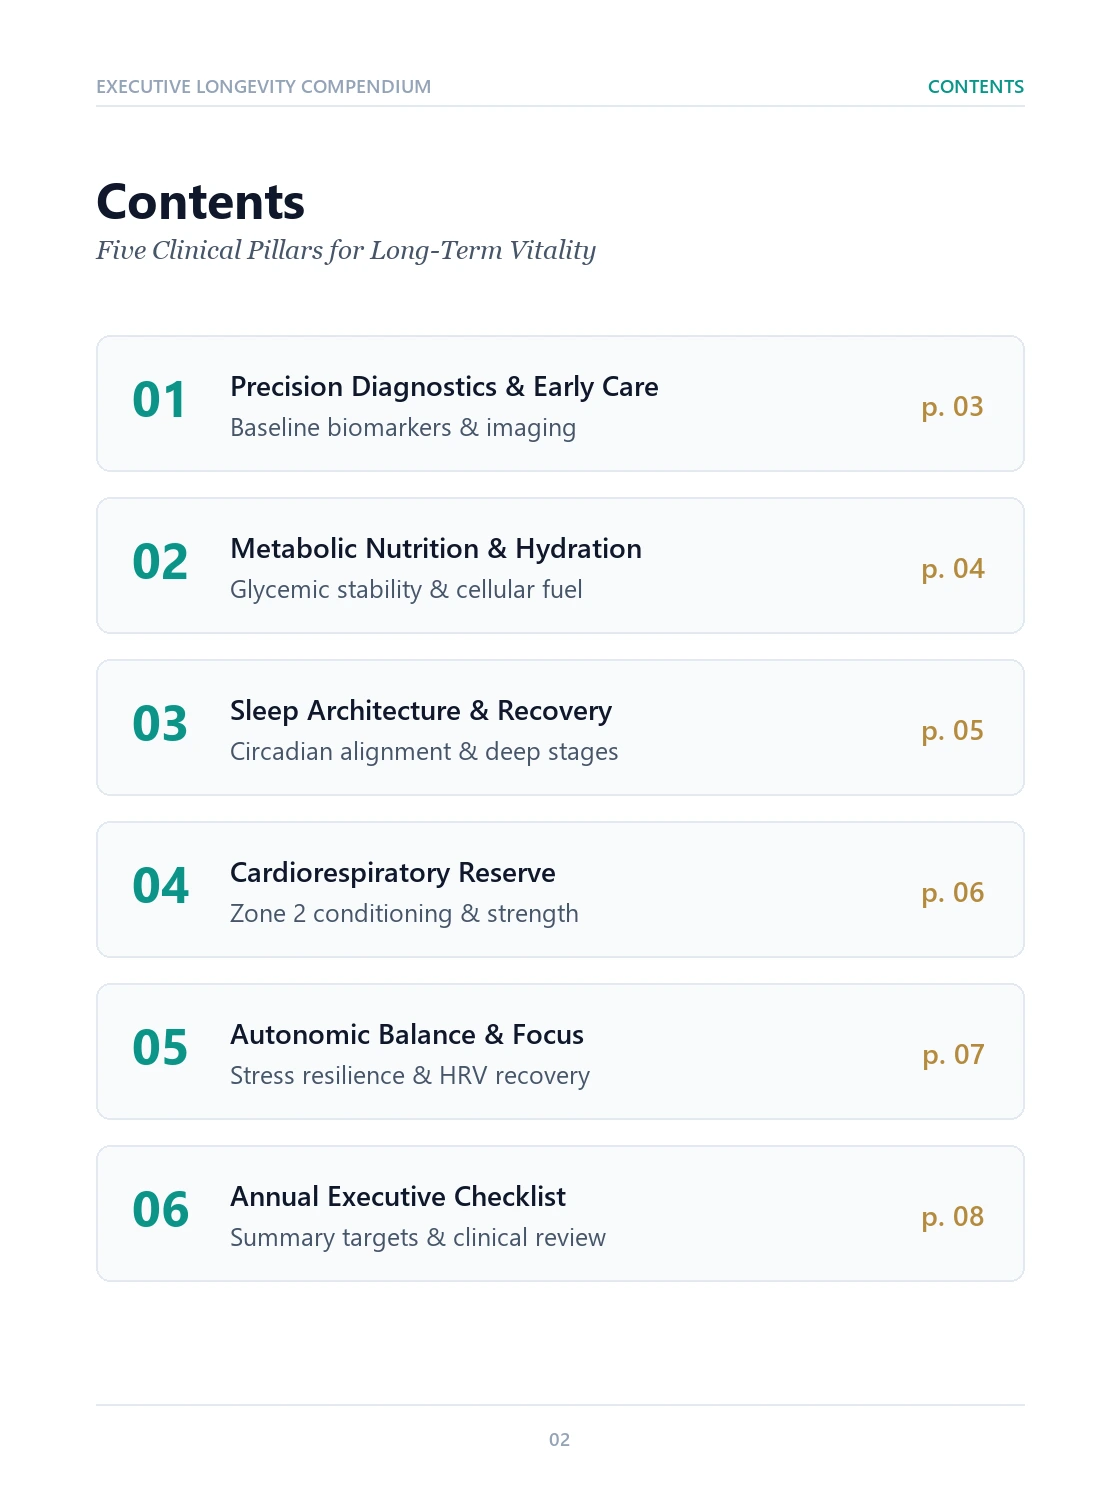 EXECUTIVE LONGEVITY COMPENDIUM
CONTENTS
Contents
Five Clinical Pillars for Long-Term Vitality
01
Precision Diagnostics & Early Care
Baseline biomarkers & imaging
p. 03
02
Metabolic Nutrition & Hydration
Glycemic stability & cellular fuel
p. 04
03
Sleep Architecture & Recovery
Circadian alignment & deep stages
p. 05
04
Cardiorespiratory Reserve
Zone 2 conditioning & strength
p. 06
05
Autonomic Balance & Focus
Stress resilience & HRV recovery
p. 07
06
Annual Executive Checklist
Summary targets & clinical review
p. 08
02